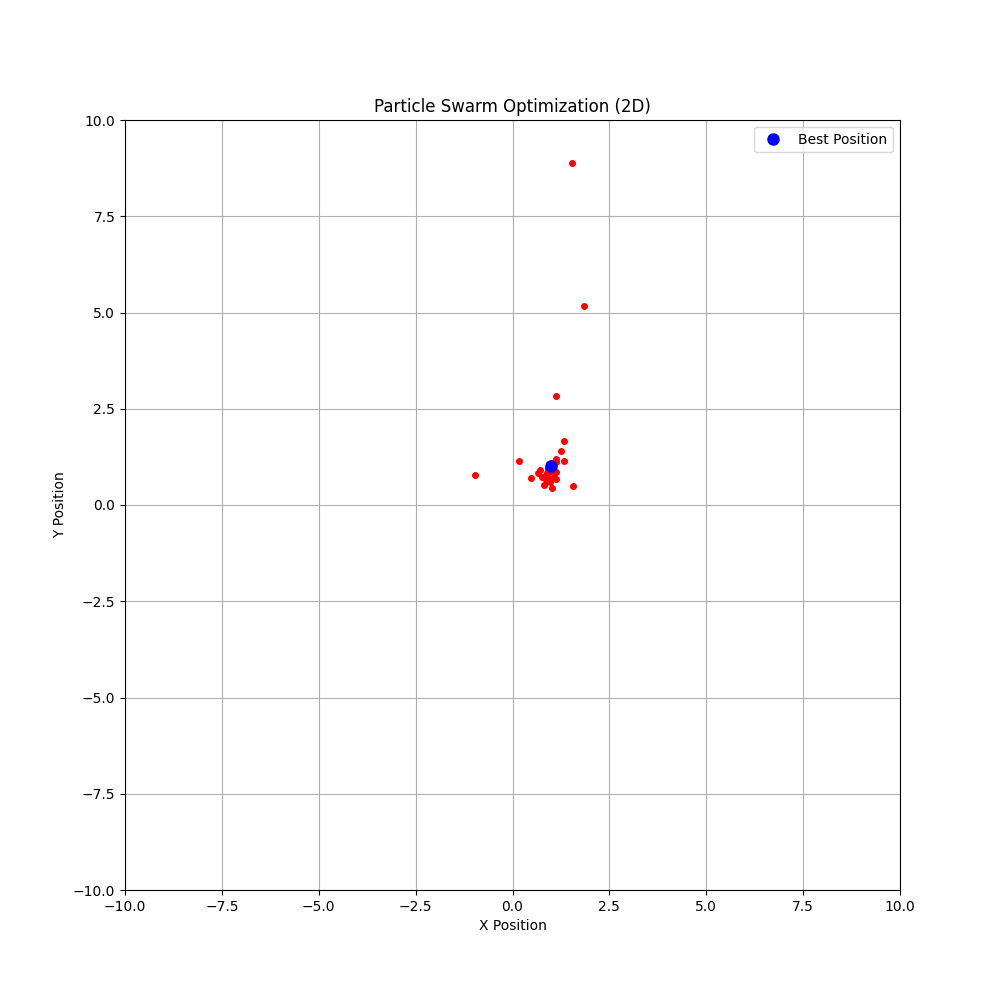 Particle Swarm Optimization (2D)
Best Position
10.0
7.5
5.0
2.5
0.0
−2.5
−5.0
−7.5
−10.0
Y Position
−10.0 −7.5 −5.0 −2.5 0.0 2.5 5.0 7.5 10.0
X Position